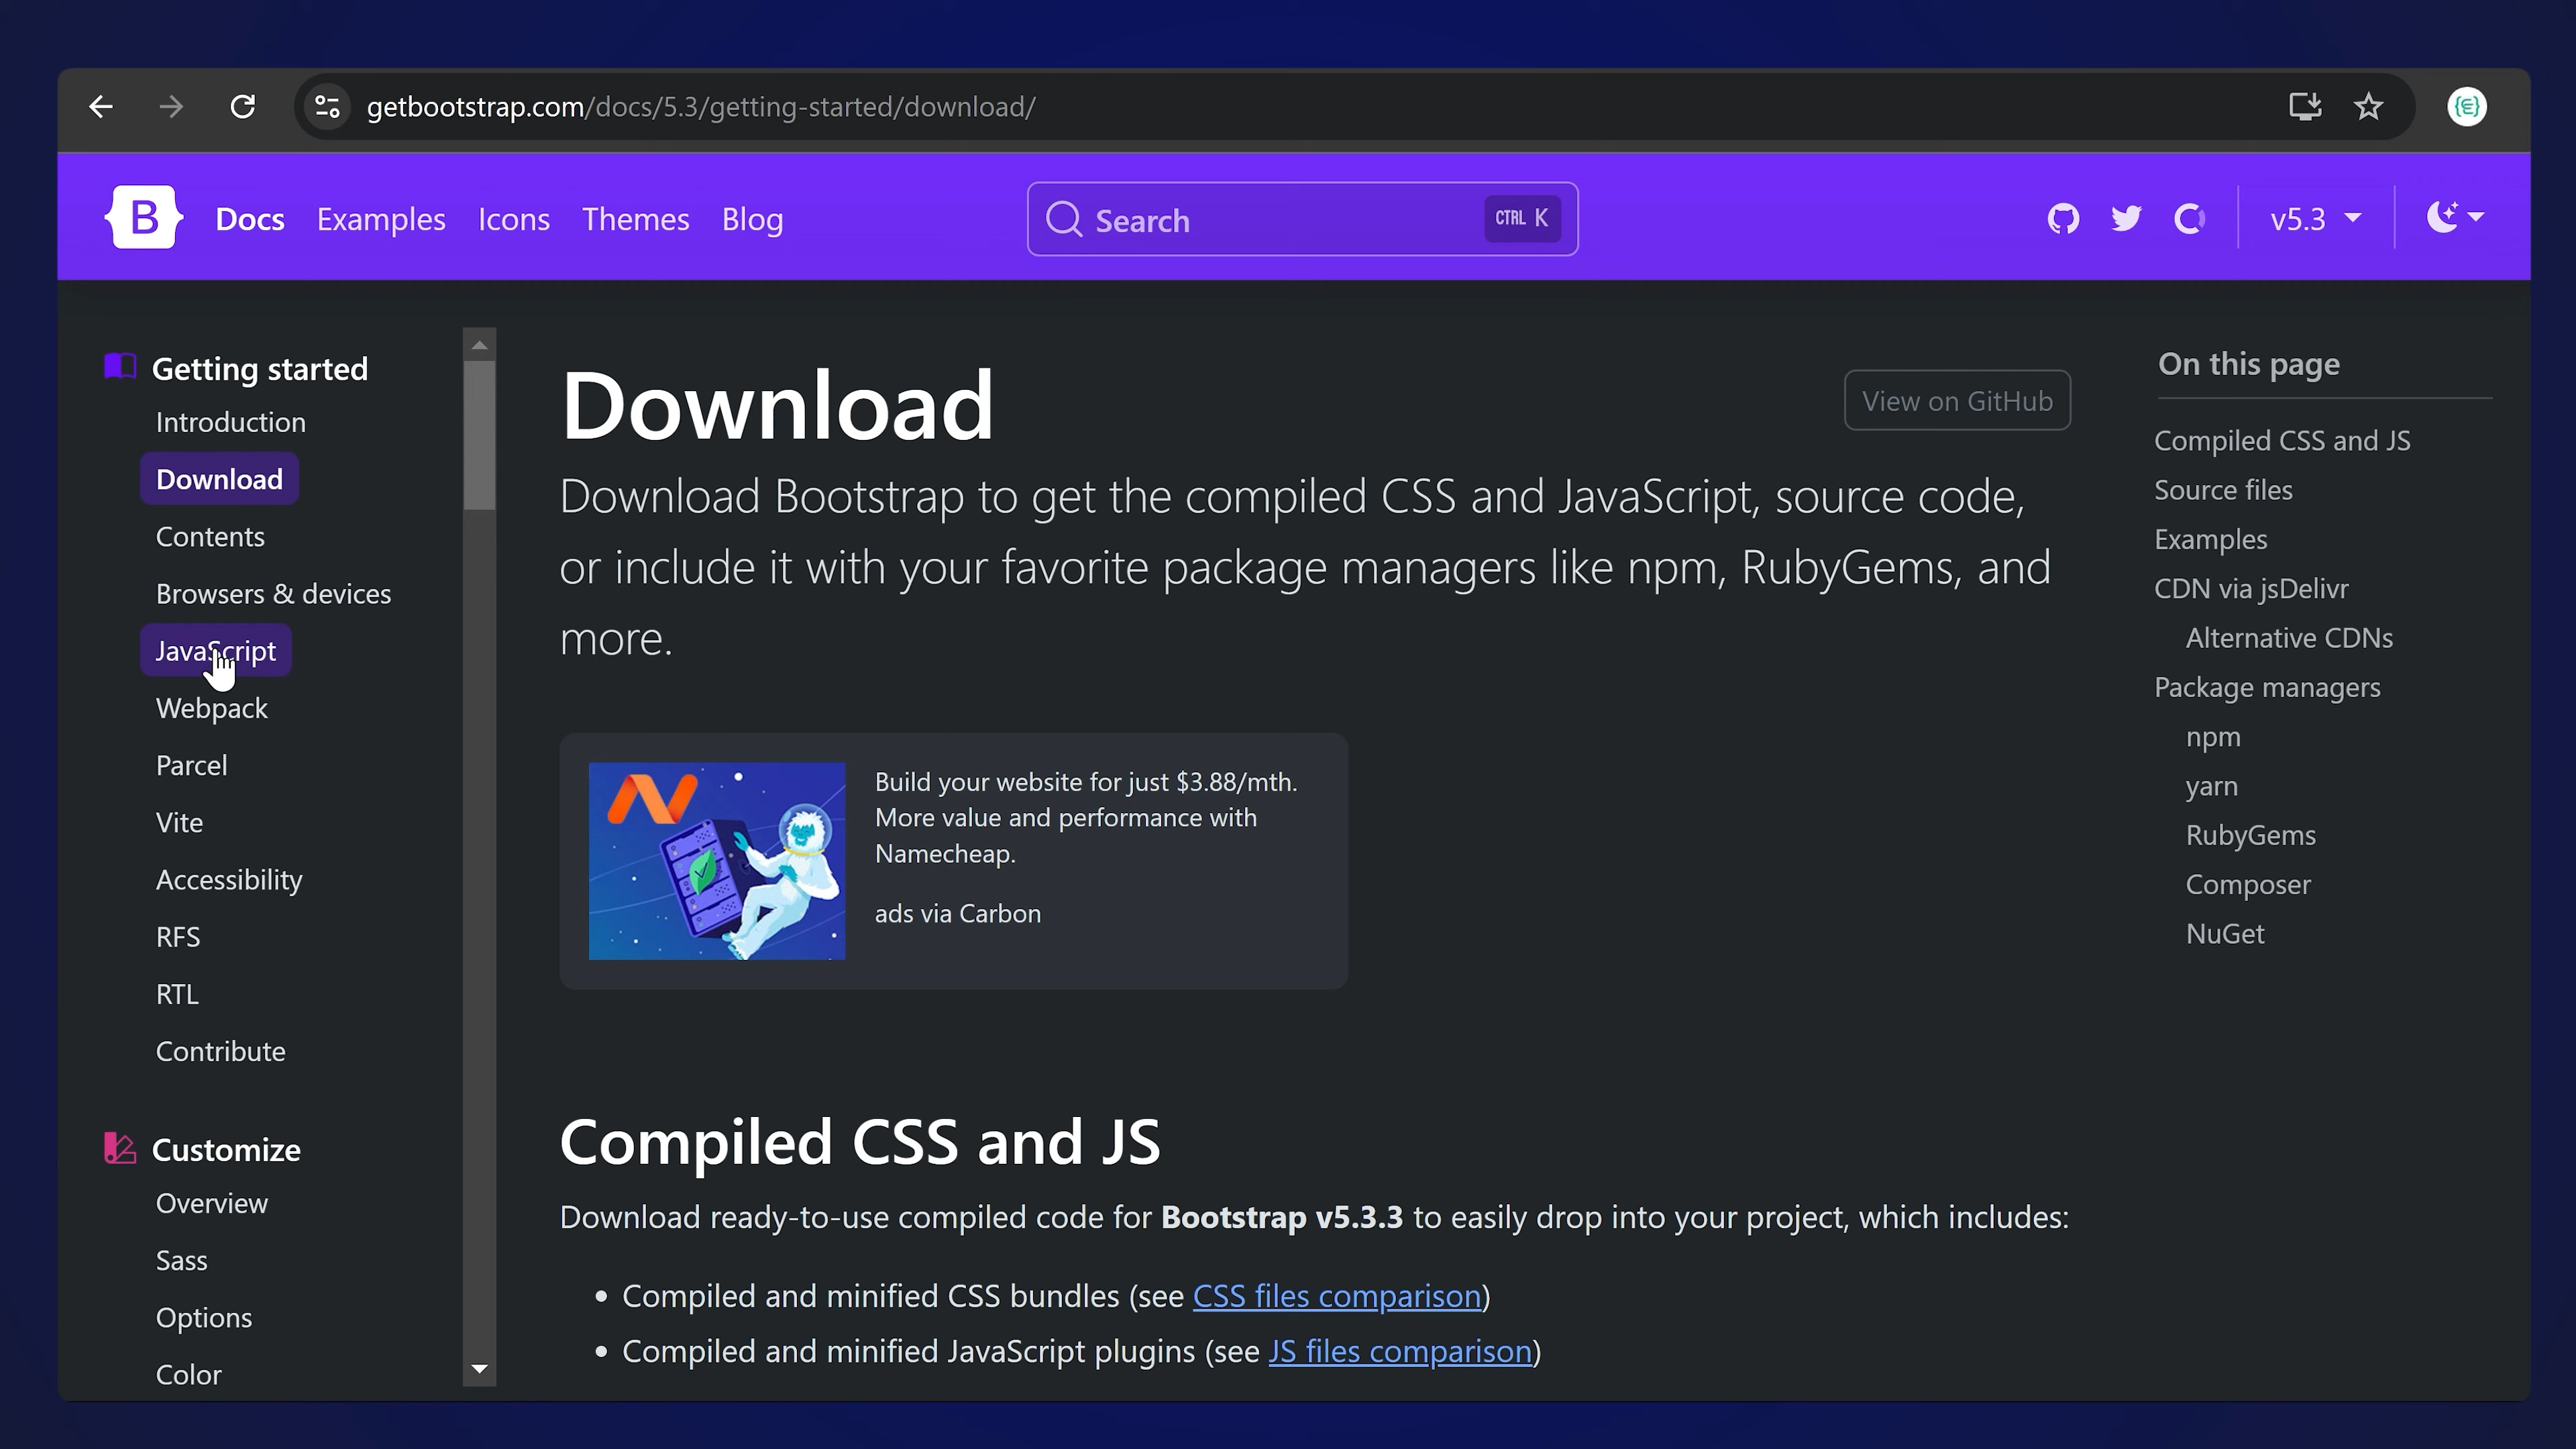 getbootstrap.com/docs/5.3/getting-started/download/
B
Docs
Examples
Icons
Themes
Blog
Search
CTRL K
v5.3
Getting started
Introduction
Download
Contents
Browsers & devices
JavaScript
Webpack
Parcel
Vite
Accessibility
RFS
RTL
Contribute
Customize
Overview
Sass
Options
Color
Download
View on GitHub
Download Bootstrap to get the compiled CSS and JavaScript, source code,
or include it with your favorite package managers like npm, RubyGems, and
more.
Build your website for just $3.88/mth.
More value and performance with
Namecheap.
ads via Carbon
Compiled CSS and JS
Download ready-to-use compiled code for Bootstrap v5.3.3 to easily drop into your project, which includes:
• Compiled and minified CSS bundles (see CSS files comparison)
• Compiled and minified JavaScript plugins (see JS files comparison)
On this page
Compiled CSS and JS
Source files
Examples
CDN via jsDelivr
Alternative CDNs
Package managers
npm
yarn
RubyGems
Composer
NuGet